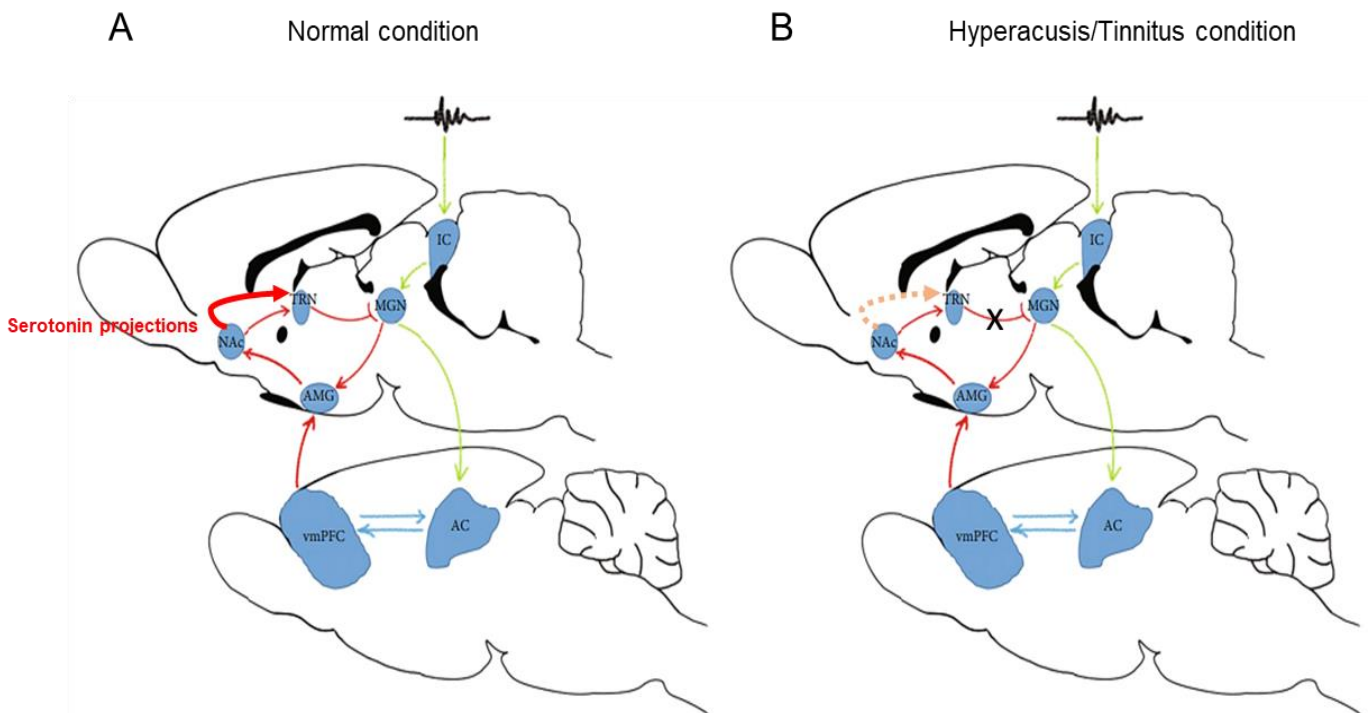 A
Normal condition
B
Hyperacusis/Tinnitus condition
IC
TRN
MGN
Serotonin projections
NAc
AMG
vmPFC
AC
IC
TRN
MGN
X
NAc
AMG
vmPFC
AC